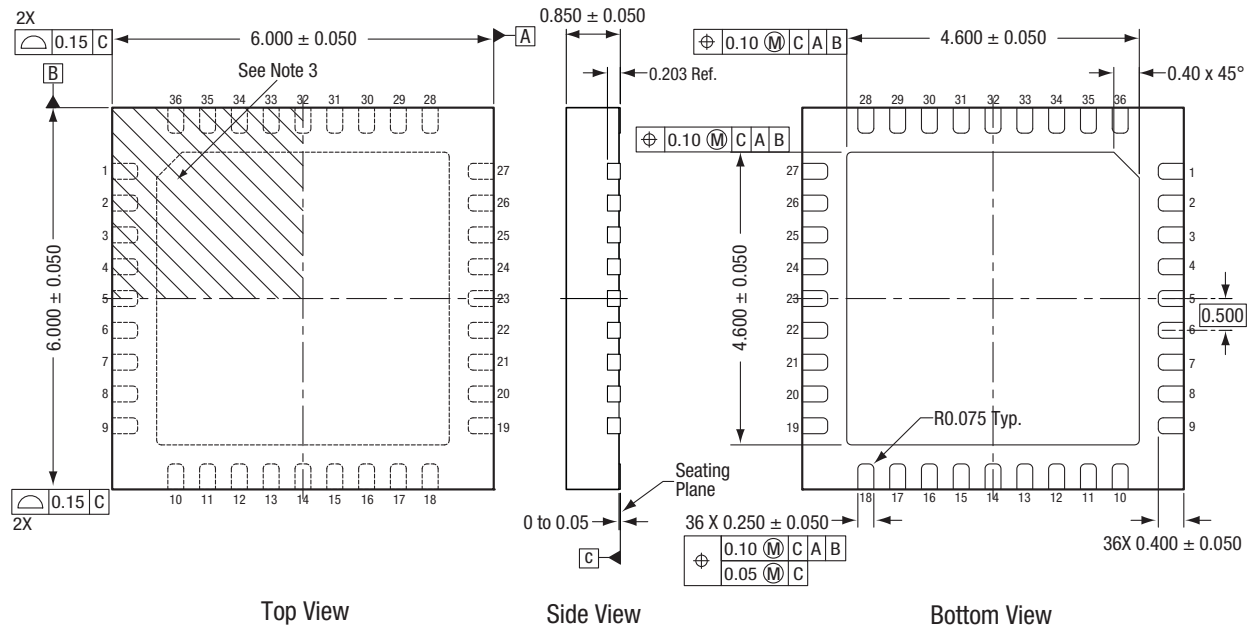 2X
⌓ 0.15 C
6.000 ± 0.050
A
B
See Note 3
36 35 34 33 32 31 30 29 28
1
2
3
4
5
6
7
8
9
27
26
25
24
23
22
21
20
19
10 11 12 13 14 15 16 17 18
6.000 ± 0.050
⌓ 0.15 C
2X
Top View
0.850 ± 0.050
0.203 Ref.
Seating
Plane
0 to 0.05
C
Side View
⌖ 0.10 Ⓜ C A B
4.600 ± 0.050
0.40 x 45°
⌖ 0.10 Ⓜ C A B
28 29 30 31 32 33 34 35 36
27
26
25
24
23
22
21
20
19
4.600 ± 0.050
1
2
3
4
5
6
7
8
9
0.500
R0.075 Typ.
18 17 16 15 14 13 12 11 10
36 X 0.250 ± 0.050
⌖ 0.10 Ⓜ C A B
0.05 Ⓜ C
36X 0.400 ± 0.050
Bottom View